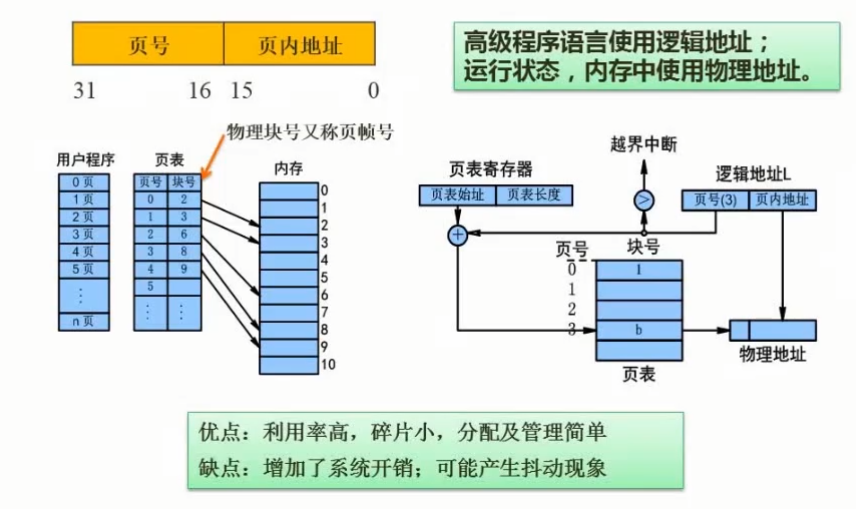 页号 页内地址
31 16 15 0
高级程序语言使用逻辑地址；
运行状态，内存中使用物理地址。
物理块号又称页帧号
用户程序
0页
1页
2页
3页
4页
5页
⋮
n页
页表
页号 块号
0 2
1 3
2 6
3 8
4 9
5
⋮ ⋮
内存
0
1
2
3
4
5
6
7
8
9
10
越界中断
页表寄存器
页表始址 页表长度
逻辑地址L
页号(3) 页内地址
>
+
页号 块号
0 1
1
2
3 b
页表
物理地址
优点：利用率高，碎片小，分配及管理简单
缺点：增加了系统开销；可能产生抖动现象